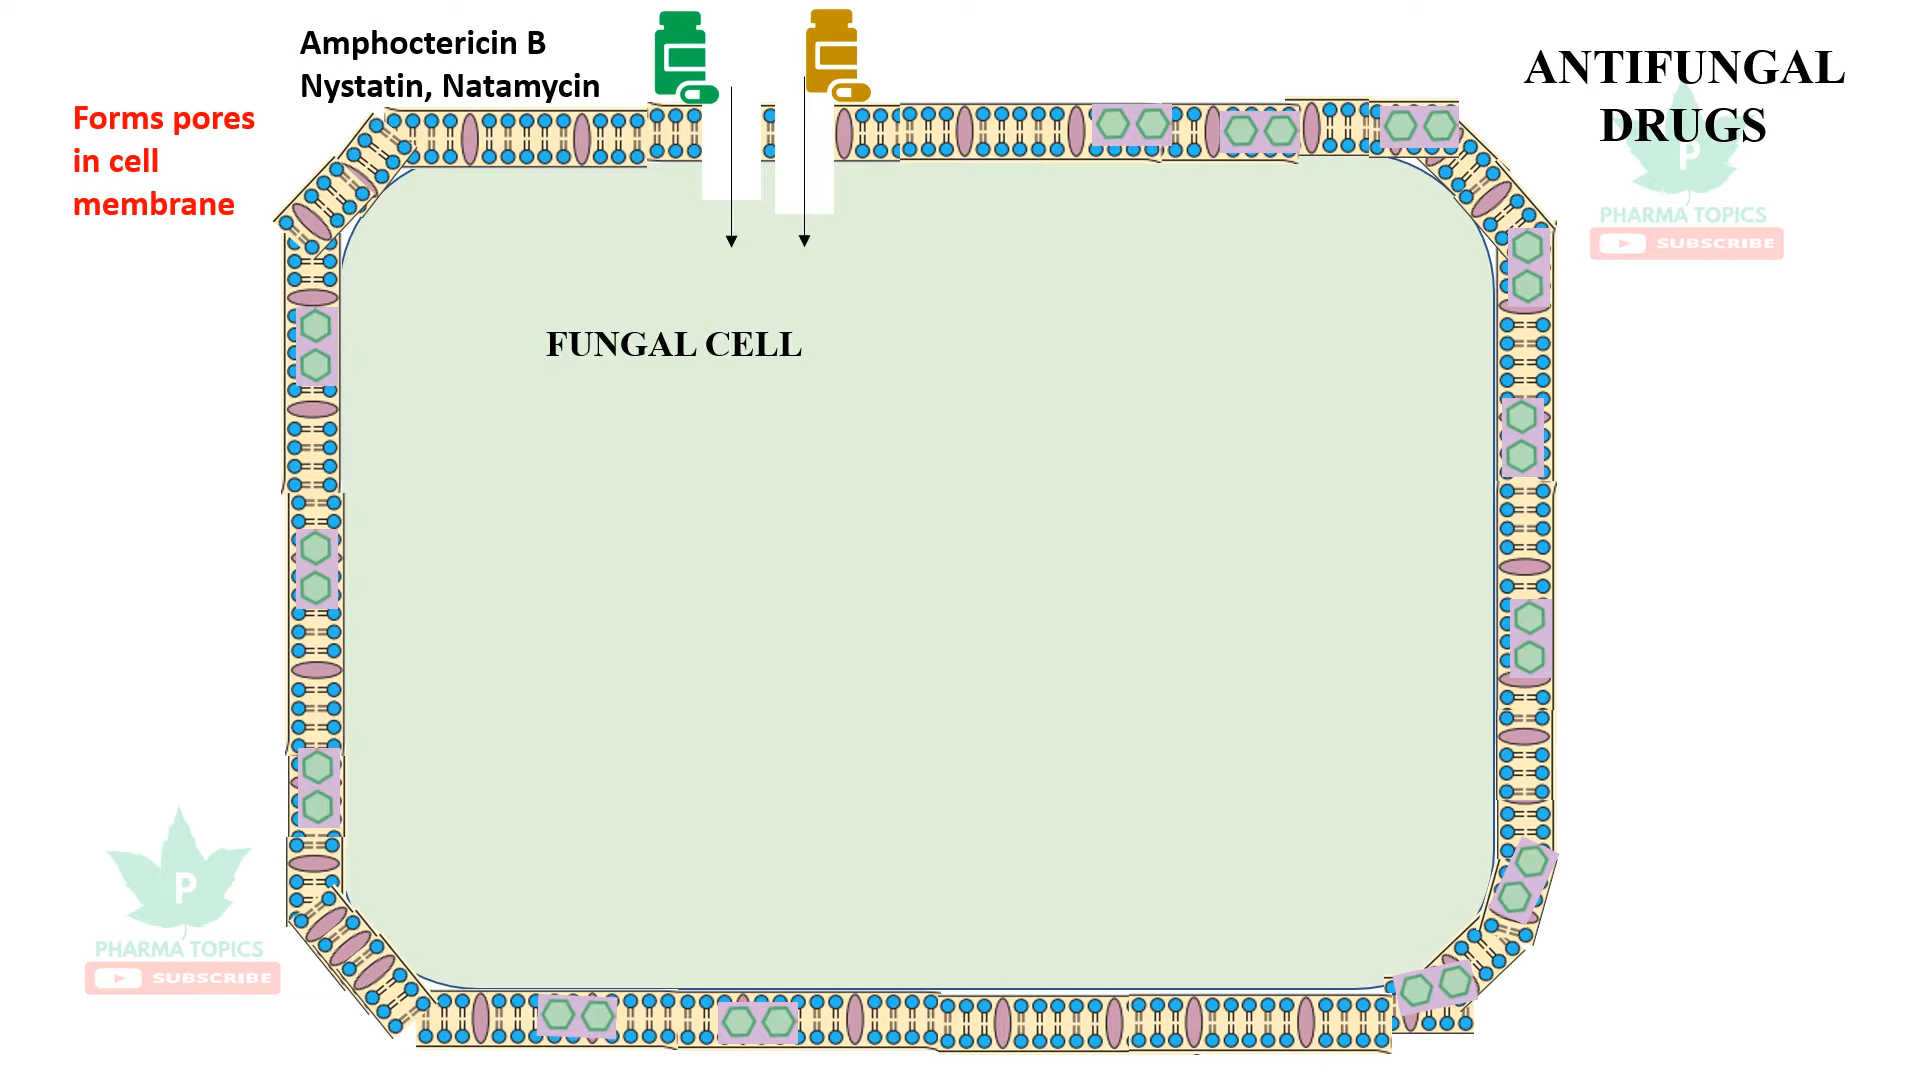 Amphoctericin B
Nystatin, Natamycin
Forms pores
in cell
membrane
ANTIFUNGAL
DRUGS
P
PHARMA TOPICS
SUBSCRIBE
FUNGAL CELL
P
PHARMA TOPICS
SUBSCRIBE